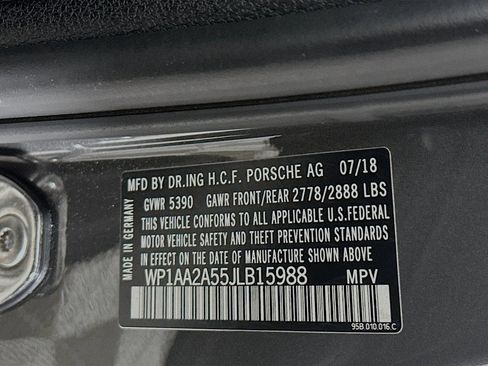 MFD BY DR.ING H.C.F. PORSCHE AG 07/18
GVWR 5390 GAWR FRONT/REAR 2778/2888 LBS
THIS VEHICLE CONFORMS TO ALL APPLICABLE U.S.FEDERAL
MOTOR VEHICLE SAFETY AND THEFT PREVENTION STANDARDS
IN EFFECT ON THE DATE OF MANUFACTURE SHOWN ABOVE
WP1AA2A55JLB15988 MPV
MADE IN GERMANY
95B.010.016.C